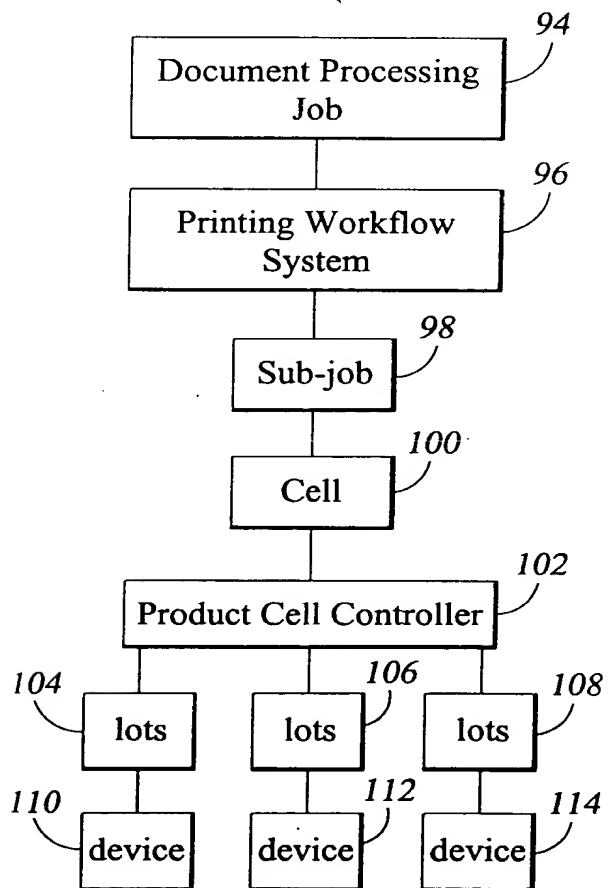 94
Document Processing
Job
96
Printing Workflow
System
98
Sub-job
100
Cell
102
Product Cell Controller
104 106 108
lots lots lots
110 112 114
device device device